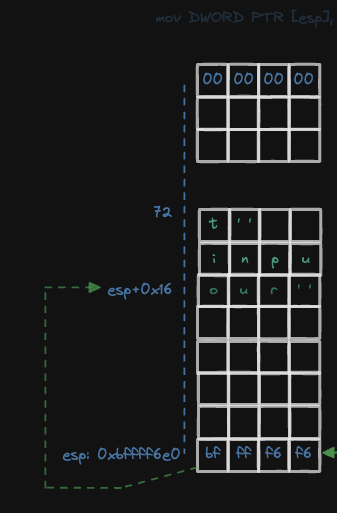 mov DWORD PTR [esp],
00 00 00 00
72
t ' '
i n p u
esp+0x16
o u r ' '
esp: 0xbffff6e0
bf ff f6 f6